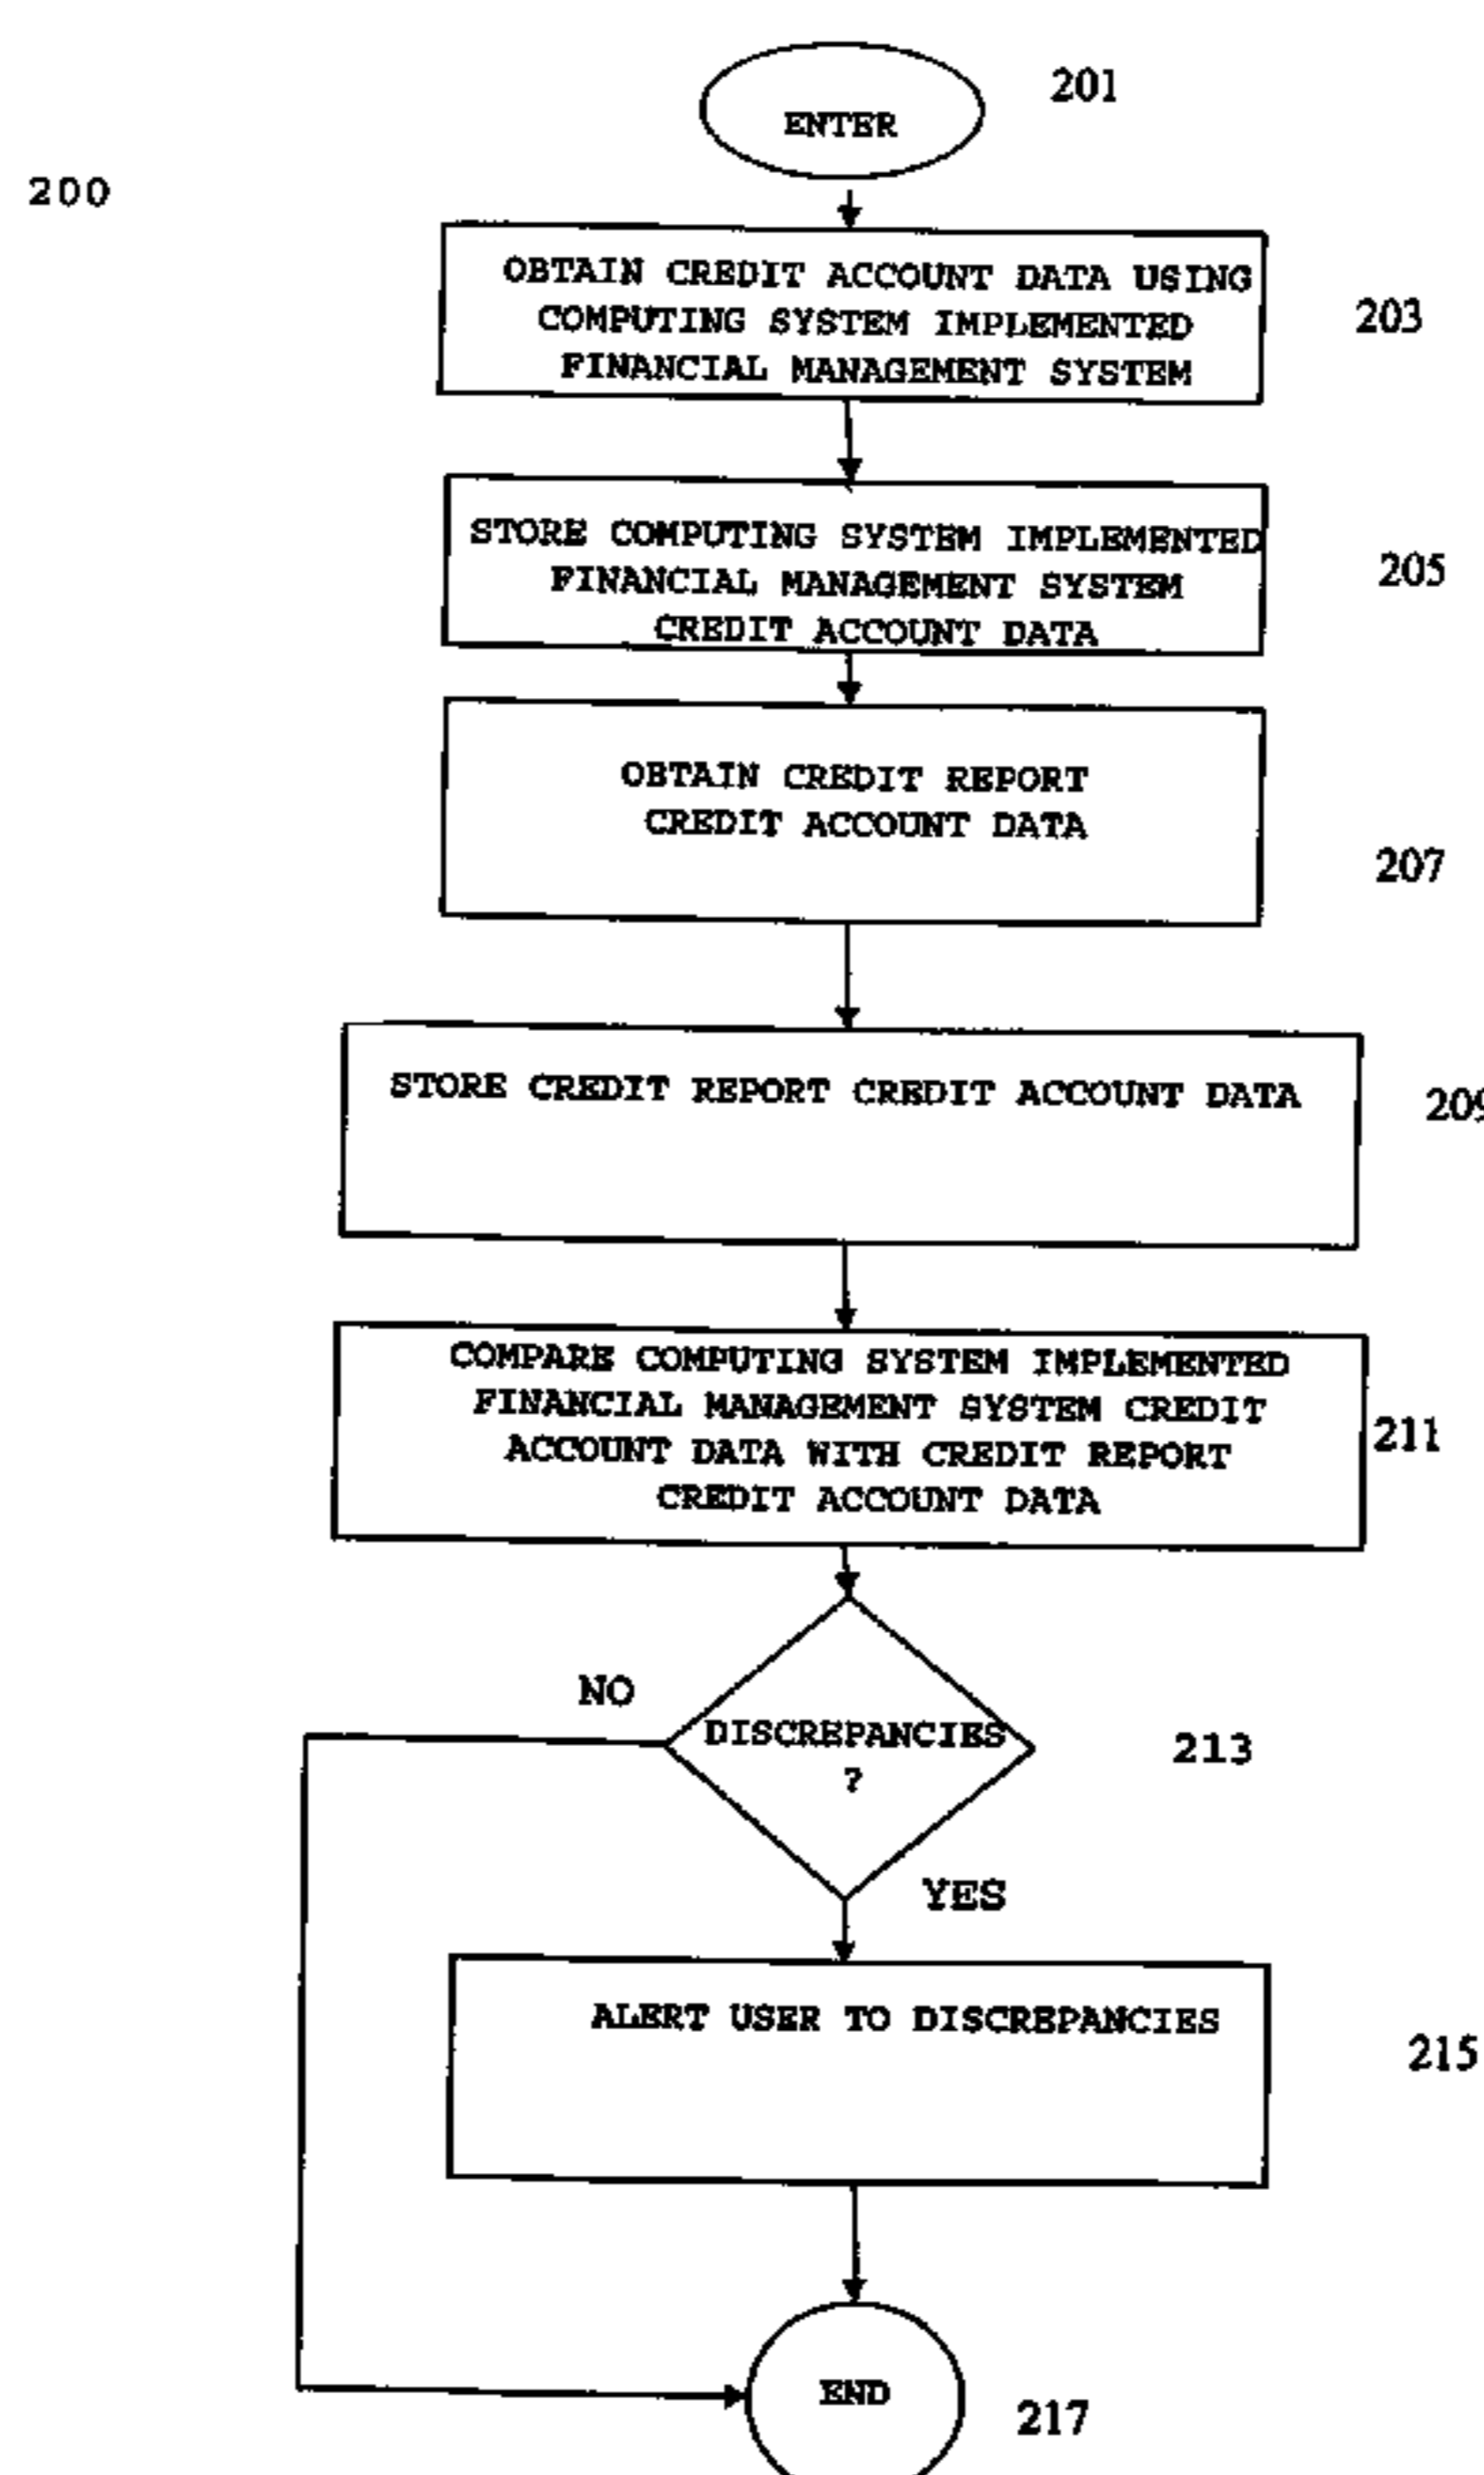 201
ENTER
200
OBTAIN CREDIT ACCOUNT DATA USING
COMPUTING SYSTEM IMPLEMENTED
FINANCIAL MANAGEMENT SYSTEM
203
STORE COMPUTING SYSTEM IMPLEMENTED
FINANCIAL MANAGEMENT SYSTEM
CREDIT ACCOUNT DATA
205
OBTAIN CREDIT REPORT
CREDIT ACCOUNT DATA
207
STORE CREDIT REPORT CREDIT ACCOUNT DATA
209
COMPARE COMPUTING SYSTEM IMPLEMENTED
FINANCIAL MANAGEMENT SYSTEM CREDIT
ACCOUNT DATA WITH CREDIT REPORT
CREDIT ACCOUNT DATA
211
NO
DISCREPANCIES
?
213
YES
ALERT USER TO DISCREPANCIES
215
END
217